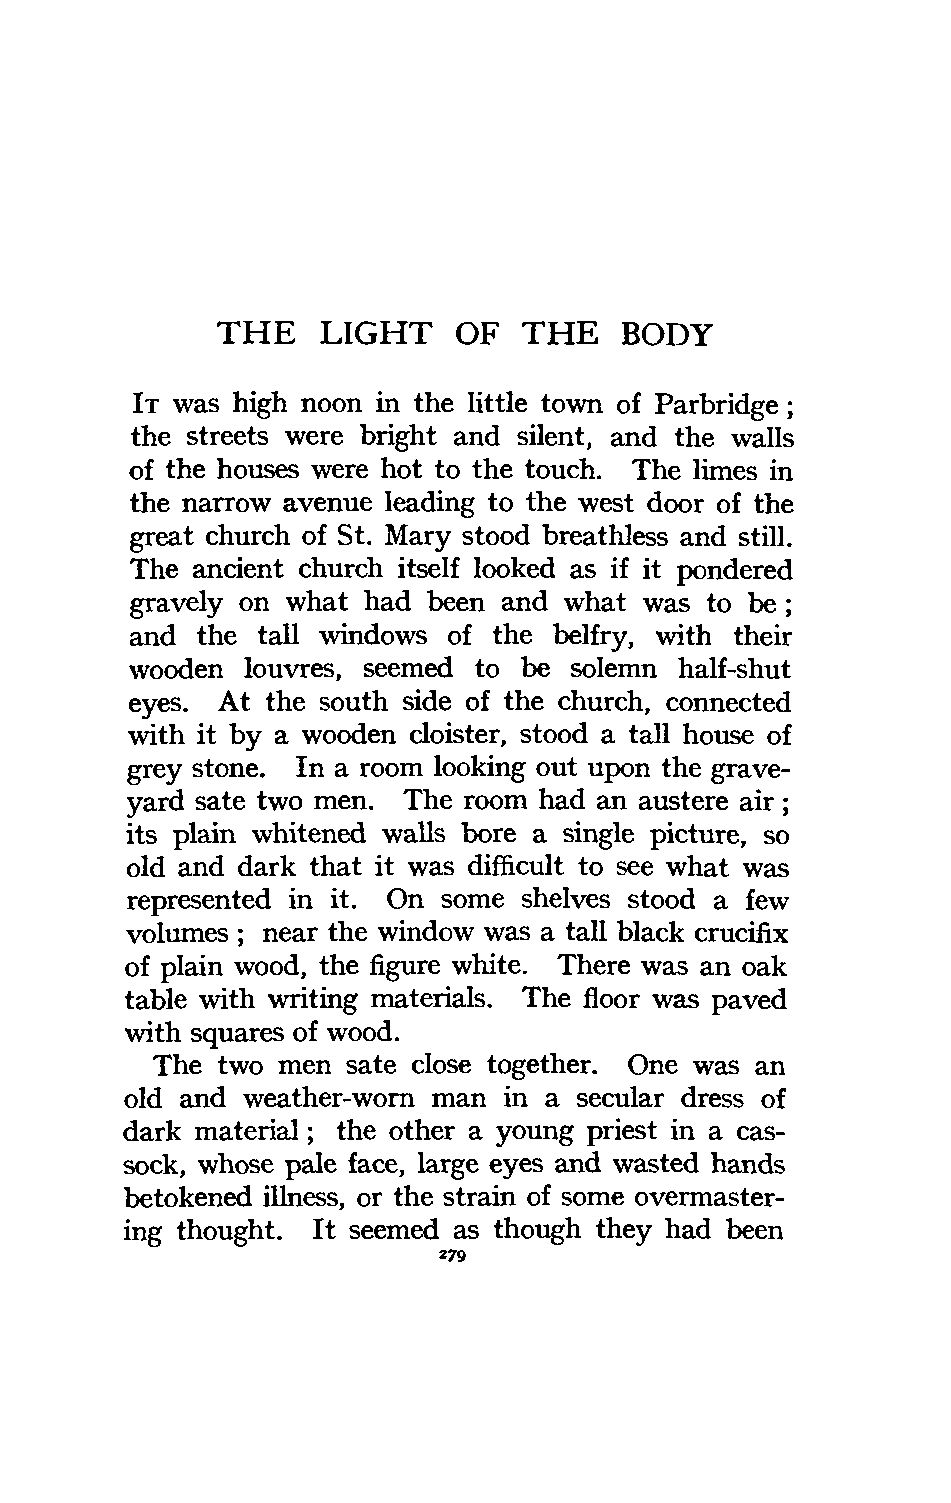 THE LIGHT OF THE BODY
IT was high noon in the little town of Parbridge ;
the streets were bright and silent, and the walls
of the houses were hot to the touch. The limes in
the narrow avenue leading to the west door of the
great church of St. Mary stood breathless and still.
The ancient church itself looked as if it pondered
gravely on what had been and what was to be ;
and the tall windows of the belfry, with their
wooden louvres, seemed to be solemn half-shut
eyes. At the south side of the church, connected
with it by a wooden cloister, stood a tall house of
grey stone. In a room looking out upon the grave-
yard sate two men. The room had an austere air ;
its plain whitened walls bore a single picture, so
old and dark that it was difficult to see what was
represented in it. On some shelves stood a few
volumes ; near the window was a tall black crucifix
of plain wood, the figure white. There was an oak
table with writing materials. The floor was paved
with squares of wood.
The two men sate close together. One was an
old and weather-worn man in a secular dress of
dark material ; the other a young priest in a cas-
sock, whose pale face, large eyes and wasted hands
betokened illness, or the strain of some overmaster-
ing thought. It seemed as though they had been
279